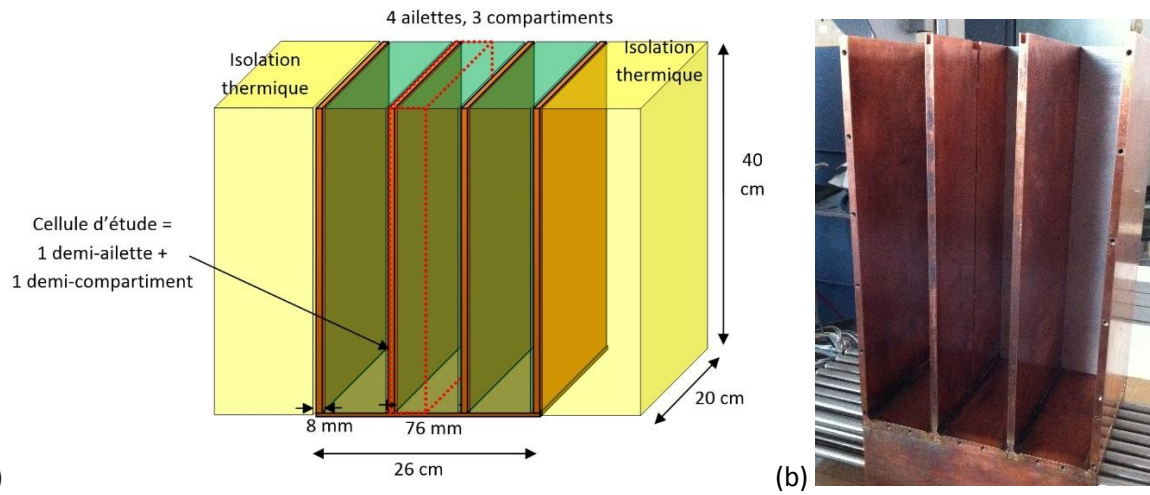 4 ailettes, 3 compartiments
Isolation
thermique
Isolation
thermique
40
cm
Cellule d'étude =
1 demi-ailette +
1 demi-compartiment
20 cm
8 mm
76 mm
26 cm
)
(b)